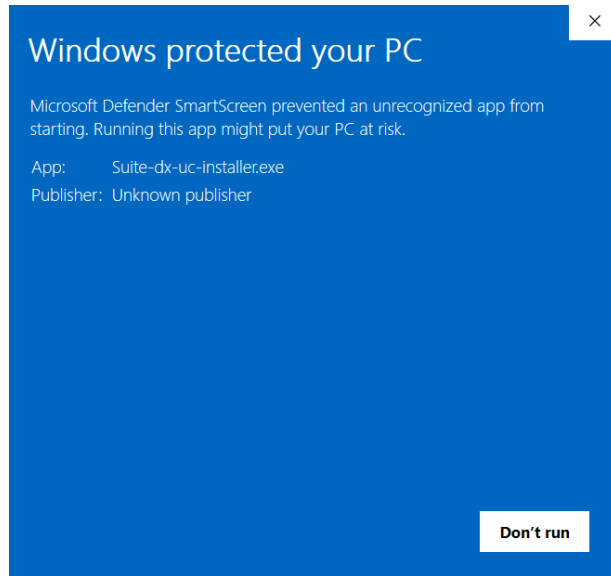 Windows protected your PC
Microsoft Defender SmartScreen prevented an unrecognized app from
starting. Running this app might put your PC at risk.
App: Suite-dx-uc-installer.exe
Publisher: Unknown publisher
Don't run